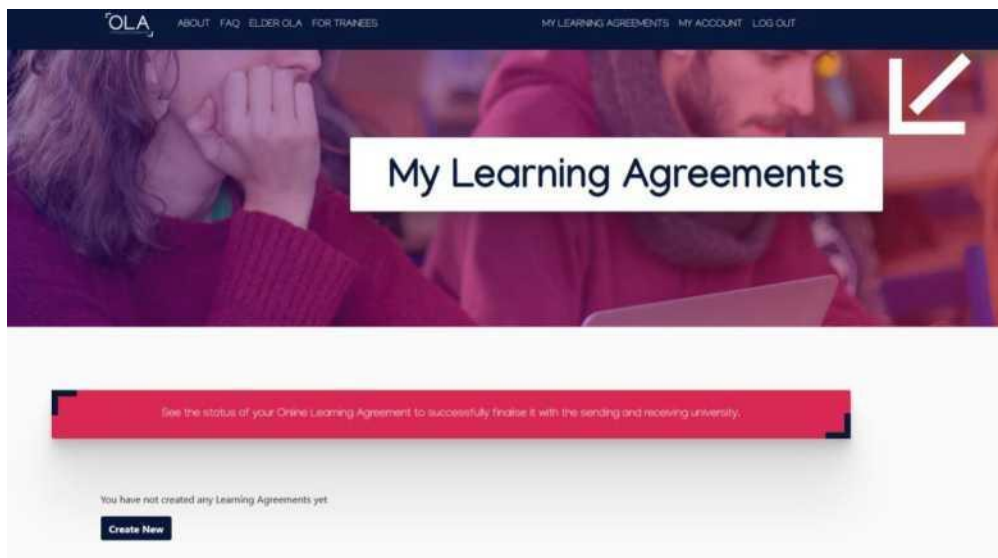 OLA ABOUT FAQ ELDER OLA FOR TRAINEES MY LEARNING AGREEMENTS MY ACCOUNT LOG OUT
My Learning Agreements
See the status of your Online Learning Agreement to successfully finalise it with the sending and receiving university.
You have not created any Learning Agreements yet
Create New